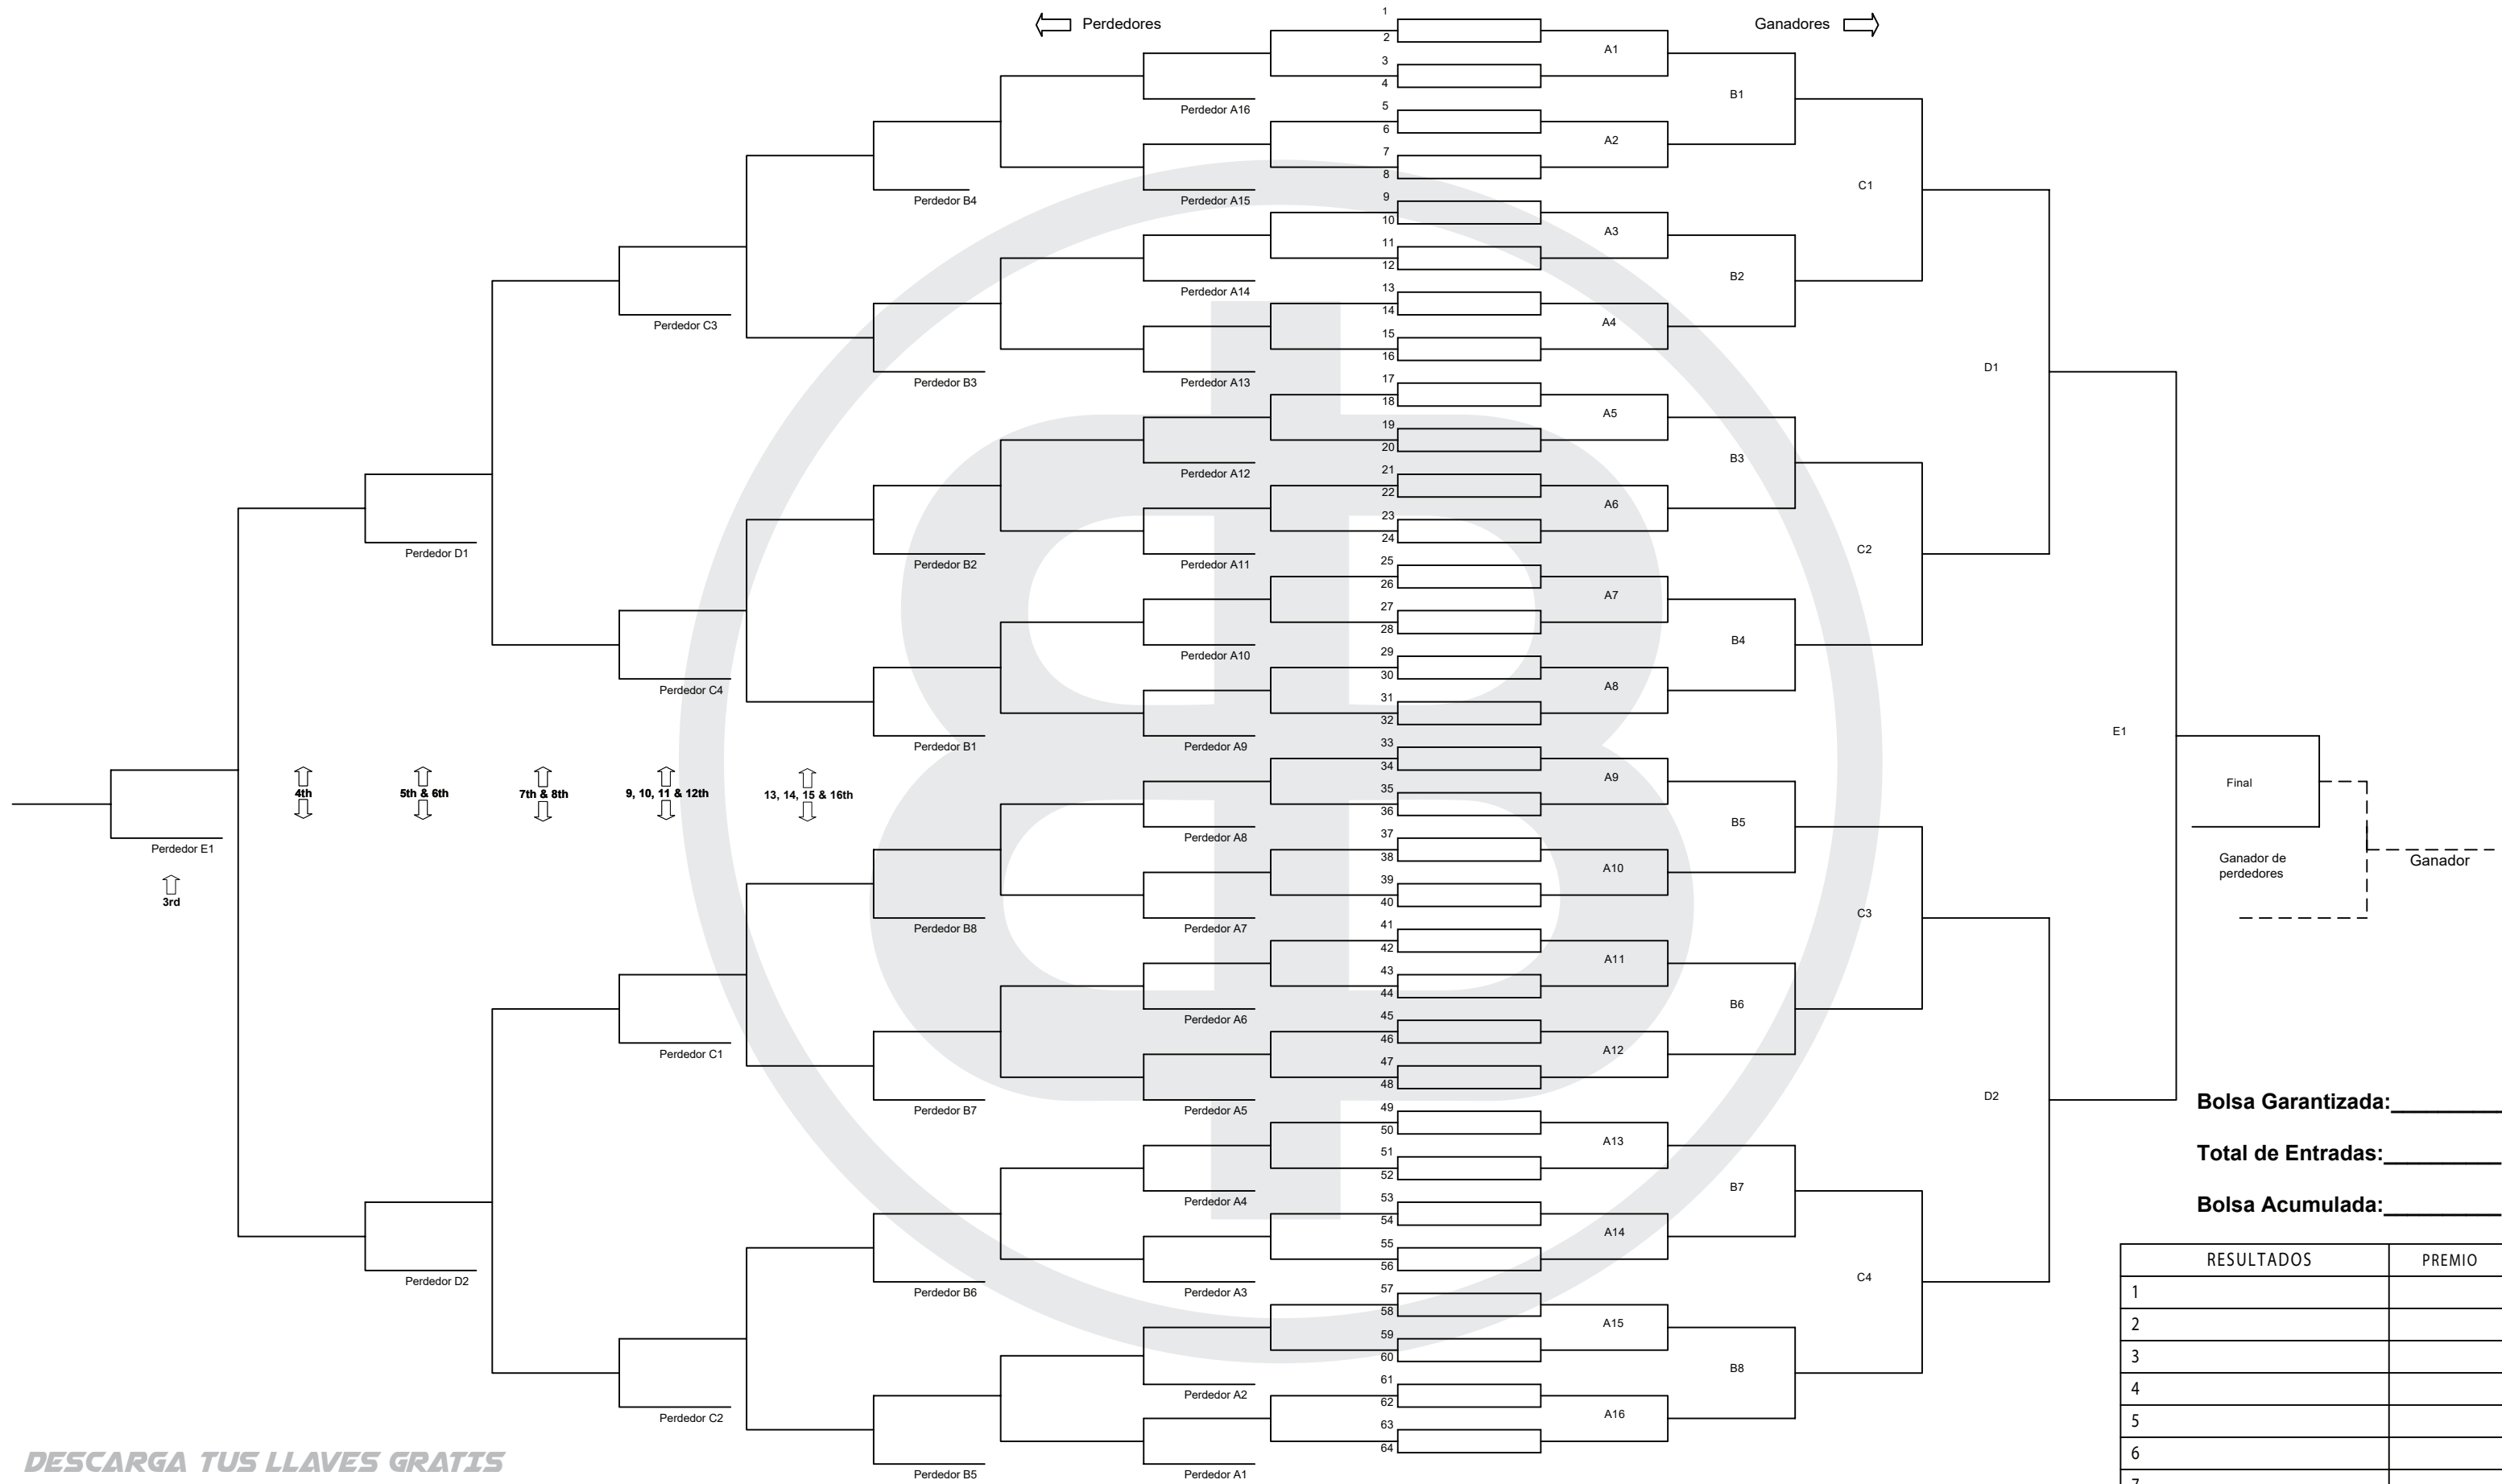 Perdedores
Ganadores
1
2
3
4
5
6
7
8
9
10
11
12
13
14
15
16
17
18
19
20
21
22
23
24
25
26
27
28
29
30
31
32
33
34
35
36
37
38
39
40
41
42
43
44
45
46
47
48
49
50
51
52
53
54
55
56
57
58
59
60
61
62
63
64
A1
A2
A3
A4
A5
A6
A7
A8
A9
A10
A11
A12
A13
A14
A15
A16
B1
B2
B3
B4
B5
B6
B7
B8
C1
C2
C3
C4
D1
D2
E1
Final
Ganador de
perdedores
Ganador
Perdedor A16
Perdedor A15
Perdedor A14
Perdedor A13
Perdedor A12
Perdedor A11
Perdedor A10
Perdedor A9
Perdedor A8
Perdedor A7
Perdedor A6
Perdedor A5
Perdedor A4
Perdedor A3
Perdedor A2
Perdedor A1
Perdedor B4
Perdedor B3
Perdedor B2
Perdedor B1
Perdedor B8
Perdedor B7
Perdedor B6
Perdedor B5
Perdedor C3
Perdedor C4
Perdedor C1
Perdedor C2
Perdedor D1
Perdedor D2
Perdedor E1
3rd
4th
5th & 6th
7th & 8th
9, 10, 11 & 12th
13, 14, 15 & 16th
Bolsa Garantizada:
Total de Entradas:
Bolsa Acumulada:
RESULTADOS PREMIO
1
2
3
4
5
6
7
DESCARGA TUS LLAVES GRATIS